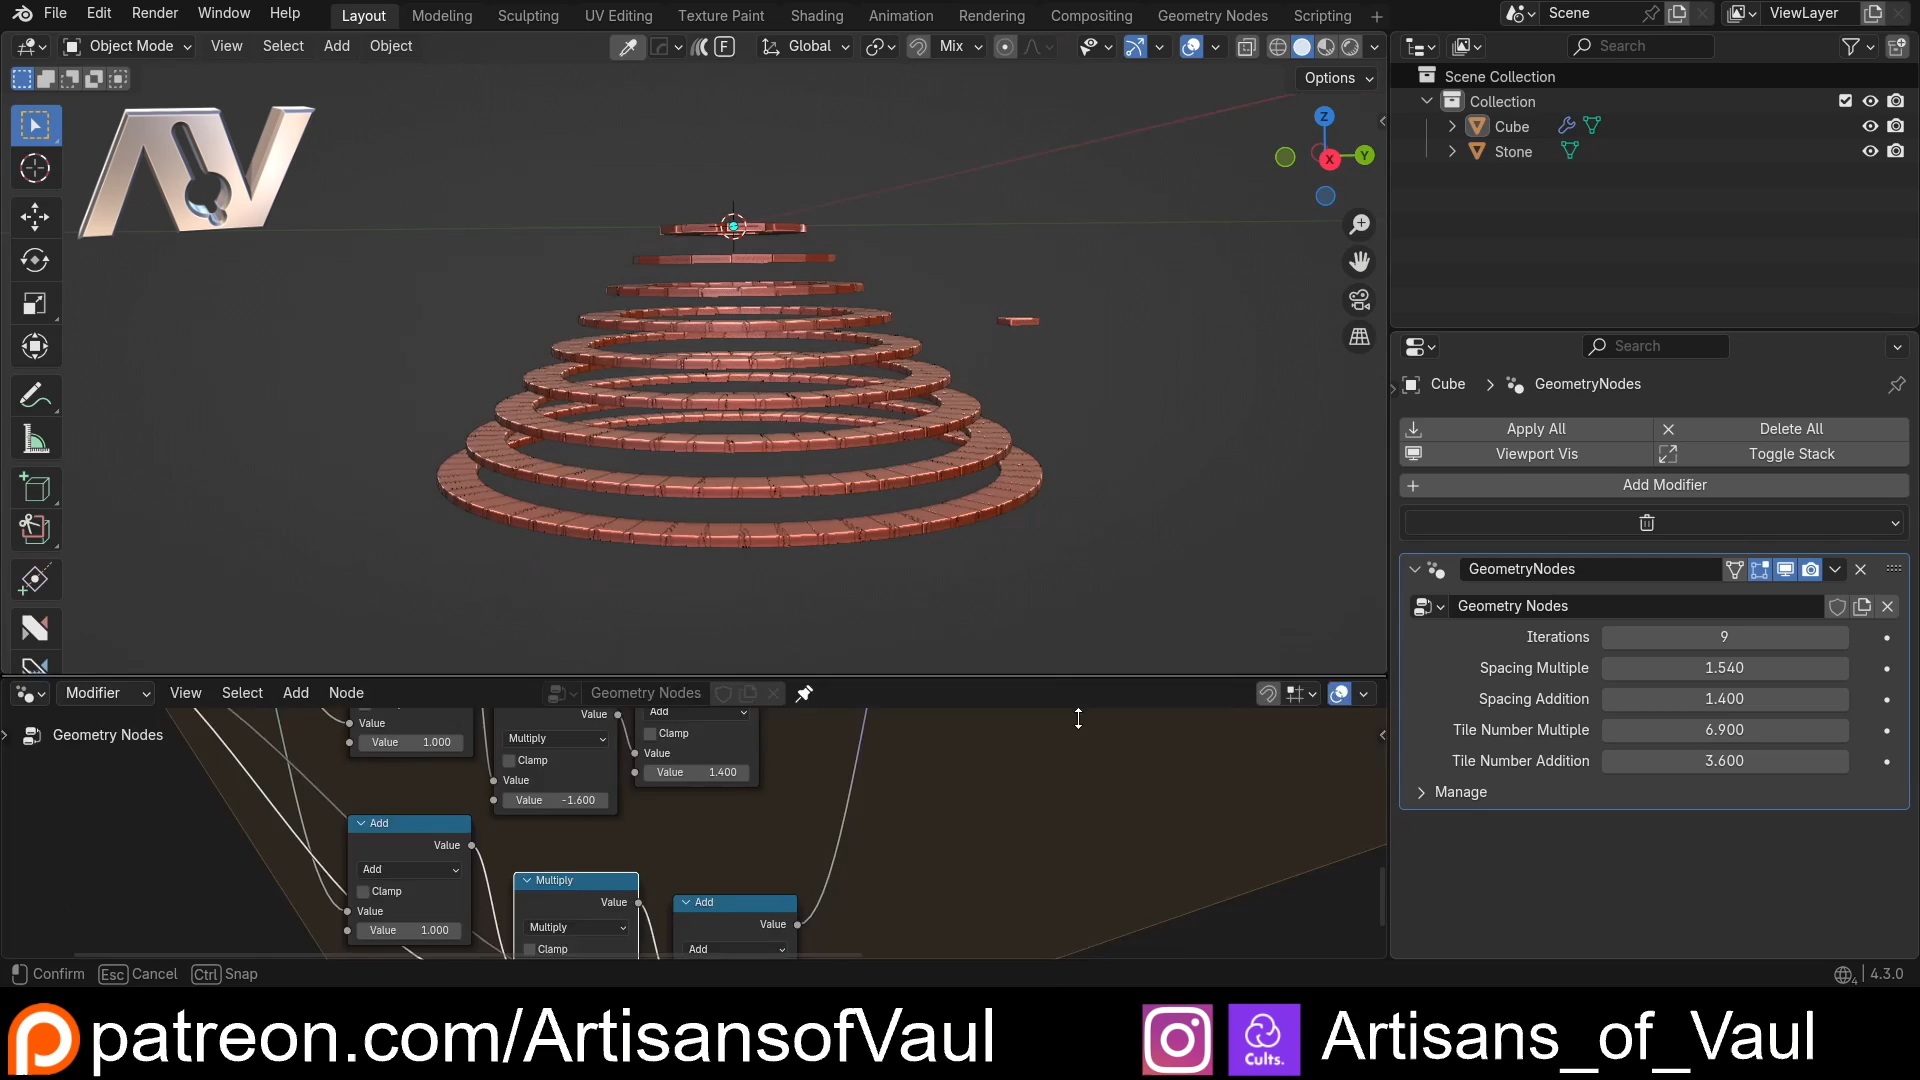 File Edit Render Window Help Layout Modeling Sculpting UV Editing Texture Paint Shading Animation Rendering Compositing Geometry Nodes Scripting + Scene ViewLayer
Object Mode View Select Add Object F Global Mix Search
Options
Scene Collection
Collection
Cube
Stone
Z
X
Y
AV
Search
Cube > GeometryNodes
Apply All Delete All
Viewport Vis Toggle Stack
Add Modifier
GeometryNodes
Geometry Nodes
Iterations 9
Spacing Multiple 1.540
Spacing Addition 1.400
Tile Number Multiple 6.900
Tile Number Addition 3.600
Manage
Modifier View Select Add Node Geometry Nodes
Geometry Nodes
Value
Value 1.000
Value
Multiply
Clamp
Value
Value -1.600
Add
Clamp
Value
Value 1.400
Add
Value
Add
Clamp
Value
Value 1.000
Multiply
Value
Multiply
Clamp
Add
Value
Add
Confirm Esc Cancel Ctrl Snap 4 4.3.0
patreon.com/ArtisansofVaul Cults. Artisans_of_Vaul